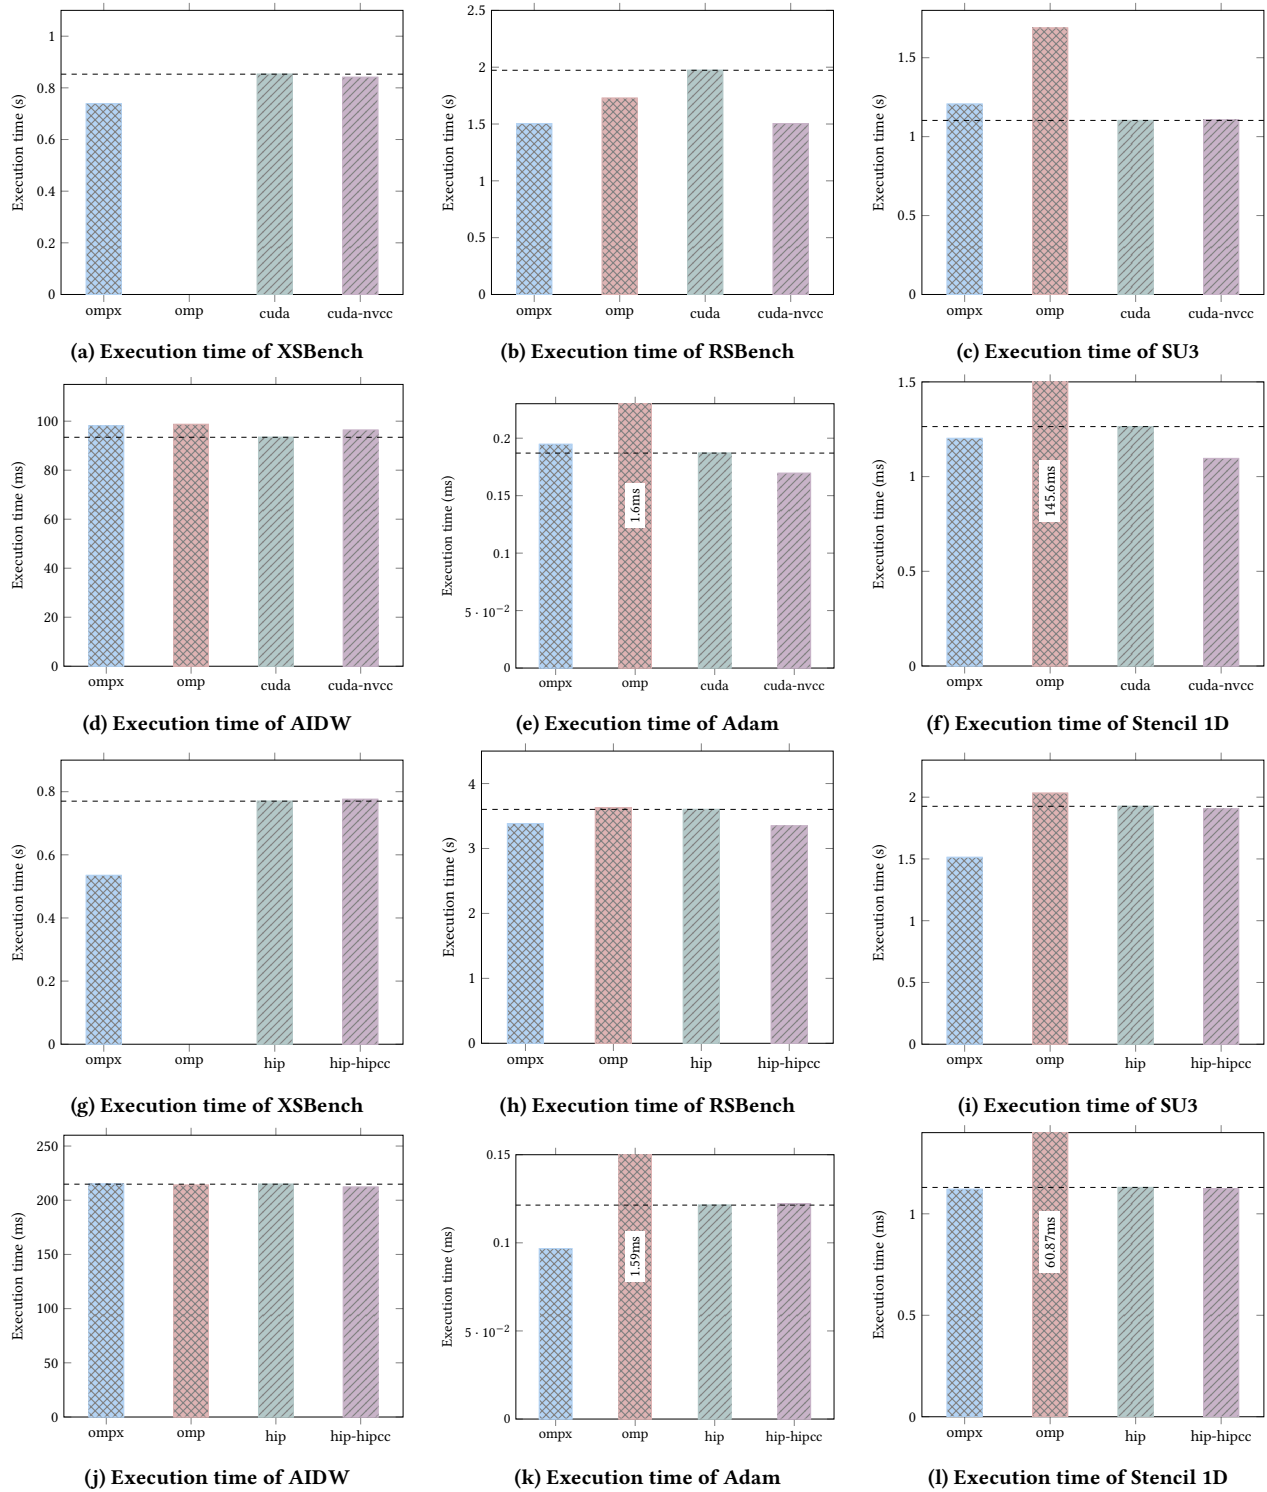 1
0.8
0.6
0.4
0.2
0
Execution time (s)
ompx omp cuda cuda-nvcc
(a) Execution time of XSBench
2.5
2
1.5
1
0.5
0
Execution time (s)
ompx omp cuda cuda-nvcc
(b) Execution time of RSBench
1.5
1
0.5
0
Execution time (s)
ompx omp cuda cuda-nvcc
(c) Execution time of SU3
100
80
60
40
20
0
Execution time (ms)
ompx omp cuda cuda-nvcc
(d) Execution time of AIDW
0.2
0.15
0.1
5 · 10⁻²
0
Execution time (ms)
1.6ms
ompx omp cuda cuda-nvcc
(e) Execution time of Adam
1.5
1
0.5
0
Execution time (ms)
145.6ms
ompx omp cuda cuda-nvcc
(f) Execution time of Stencil 1D
0.8
0.6
0.4
0.2
0
Execution time (s)
ompx omp hip hip-hipcc
(g) Execution time of XSBench
4
3
2
1
0
Execution time (s)
ompx omp hip hip-hipcc
(h) Execution time of RSBench
2
1.5
1
0.5
0
Execution time (s)
ompx omp hip hip-hipcc
(i) Execution time of SU3
250
200
150
100
50
0
Execution time (ms)
ompx omp hip hip-hipcc
(j) Execution time of AIDW
0.15
0.1
5 · 10⁻²
0
Execution time (ms)
1.59ms
ompx omp hip hip-hipcc
(k) Execution time of Adam
1
0.5
0
Execution time (ms)
60.87ms
ompx omp hip hip-hipcc
(l) Execution time of Stencil 1D